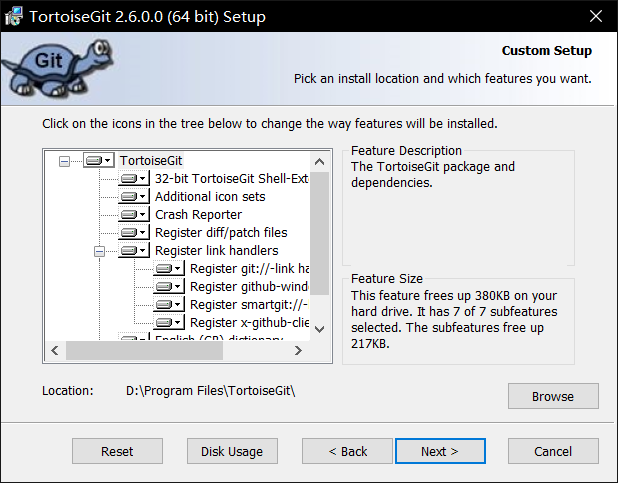 TortoiseGit 2.6.0.0 (64 bit) Setup
Git
Custom Setup
Pick an install location and which features you want.
Click on the icons in the tree below to change the way features will be installed.
TortoiseGit
32-bit TortoiseGit Shell-Ext
Additional icon sets
Crash Reporter
Register diff/patch files
Register link handlers
Register git://-link ha
Register github-wind
Register smartgit://-
Register x-github-clie
English (GB) dictionary
Feature Description
The TortoiseGit package and
dependencies.
Feature Size
This feature frees up 380KB on your
hard drive. It has 7 of 7 subfeatures
selected. The subfeatures free up
217KB.
Location: D:\Program Files\TortoiseGit\
Browse
Reset Disk Usage < Back Next > Cancel